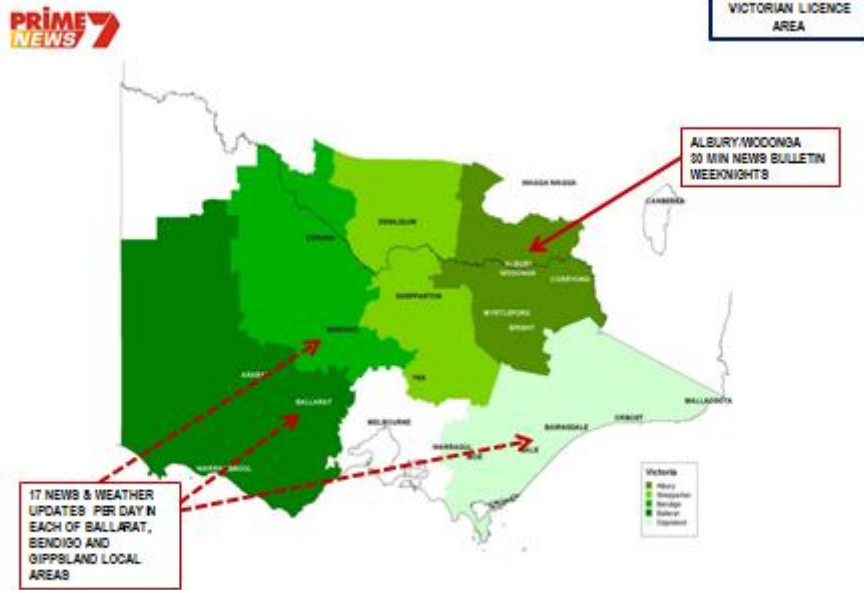 PRIME 7
NEWS
VICTORIAN LICENCE
AREA
ALBURY/WODONGA
30 MIN NEWS BULLETIN
WEEKNIGHTS
WAGGA WAGGA
CANBERRA
DENILIQUIN
ALBURY
WODONGA
CORRYONG
SHEPPARTON
MYRTLEFORD
BRIGHT
BENDIGO
YEA
ARARAT
BALLARAT
MELBOURNE
MALLACOOTA
ORBOST
BAIRNSDALE
WARRAGUL
MOE
SALE
WARRNAMBOOL
17 NEWS & WEATHER
UPDATES PER DAY IN
EACH OF BALLARAT,
BENDIGO AND
GIPPSLAND LOCAL
AREAS
Victoria
Albury
Shepparton
Bendigo
Ballarat
Gippsland